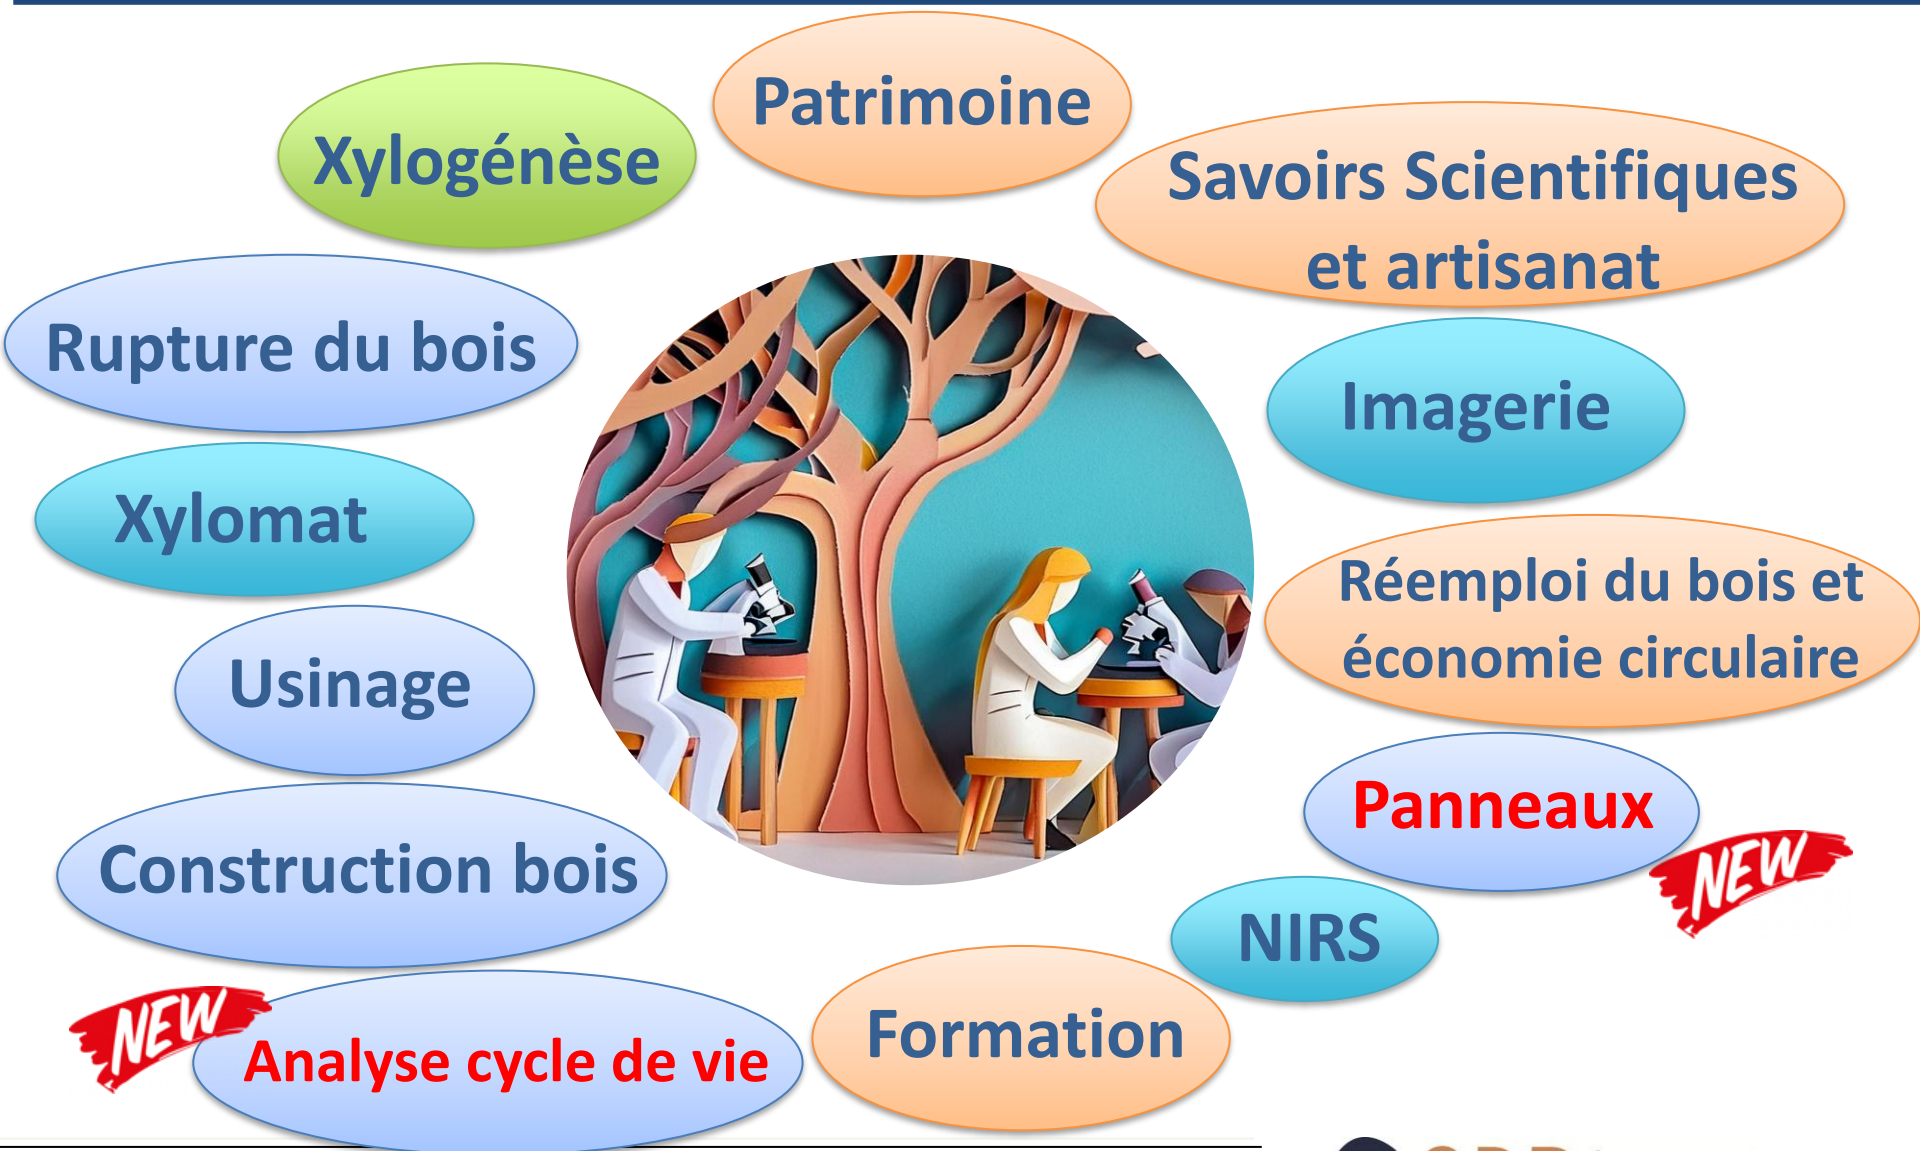 Patrimoine
Xylogénèse
Savoirs Scientifiques
et artisanat
Rupture du bois
Imagerie
Xylomat
Réemploi du bois et
économie circulaire
Usinage
Panneaux
NEW
Construction bois
NIRS
NEW
Analyse cycle de vie
Formation